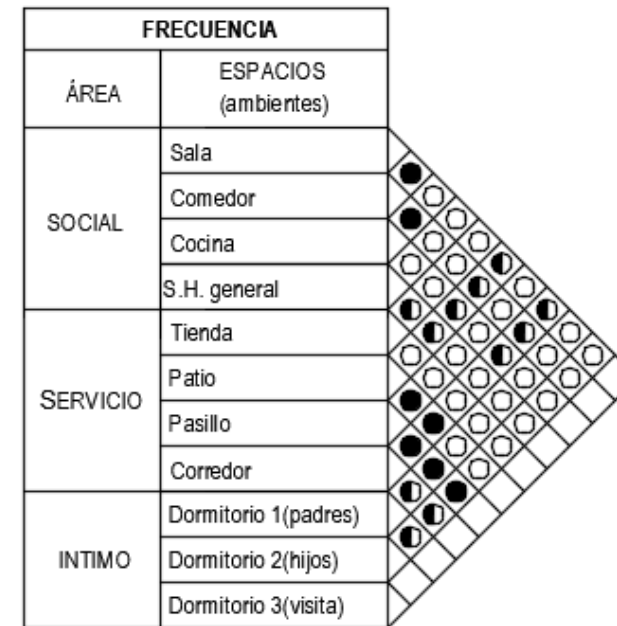 FRECUENCIA
ÁREA
ESPACIOS
(ambientes)
SOCIAL
Sala
Comedor
Cocina
S.H. general
SERVICIO
Tienda
Patio
Pasillo
Corredor
INTIMO
Dormitorio 1(padres)
Dormitorio 2(hijos)
Dormitorio 3(visita)